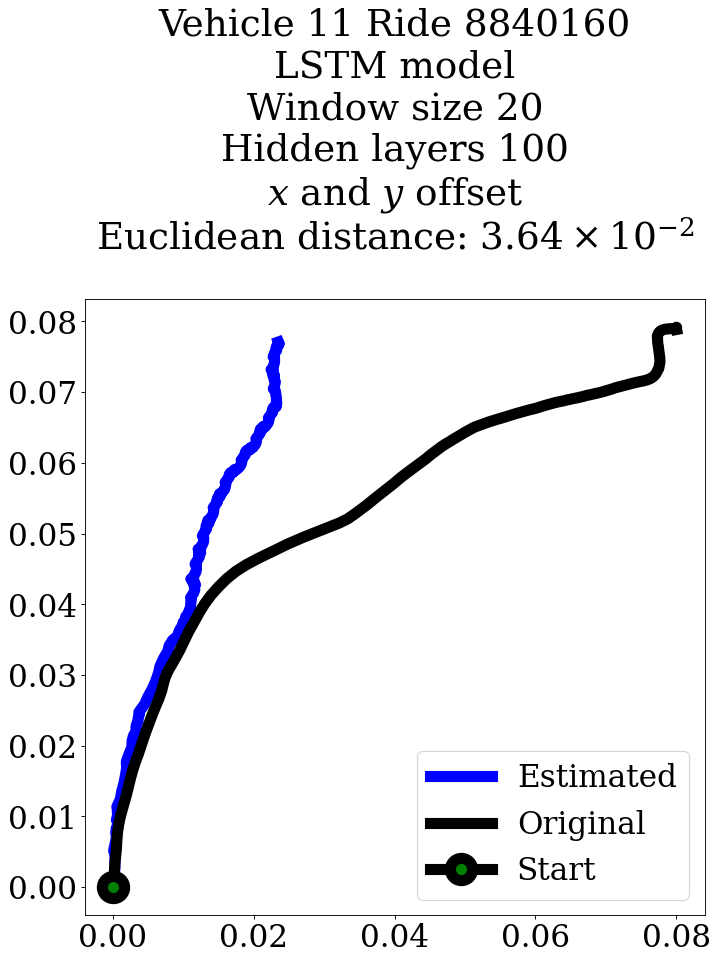 Vehicle 11 Ride 8840160
LSTM model
Window size 20
Hidden layers 100
x and y offset
Euclidean distance: 3.64 × 10⁻²
0.08
0.07
0.06
0.05
0.04
0.03
0.02
0.01
0.00
Estimated
Original
Start
0.00 0.02 0.04 0.06 0.08